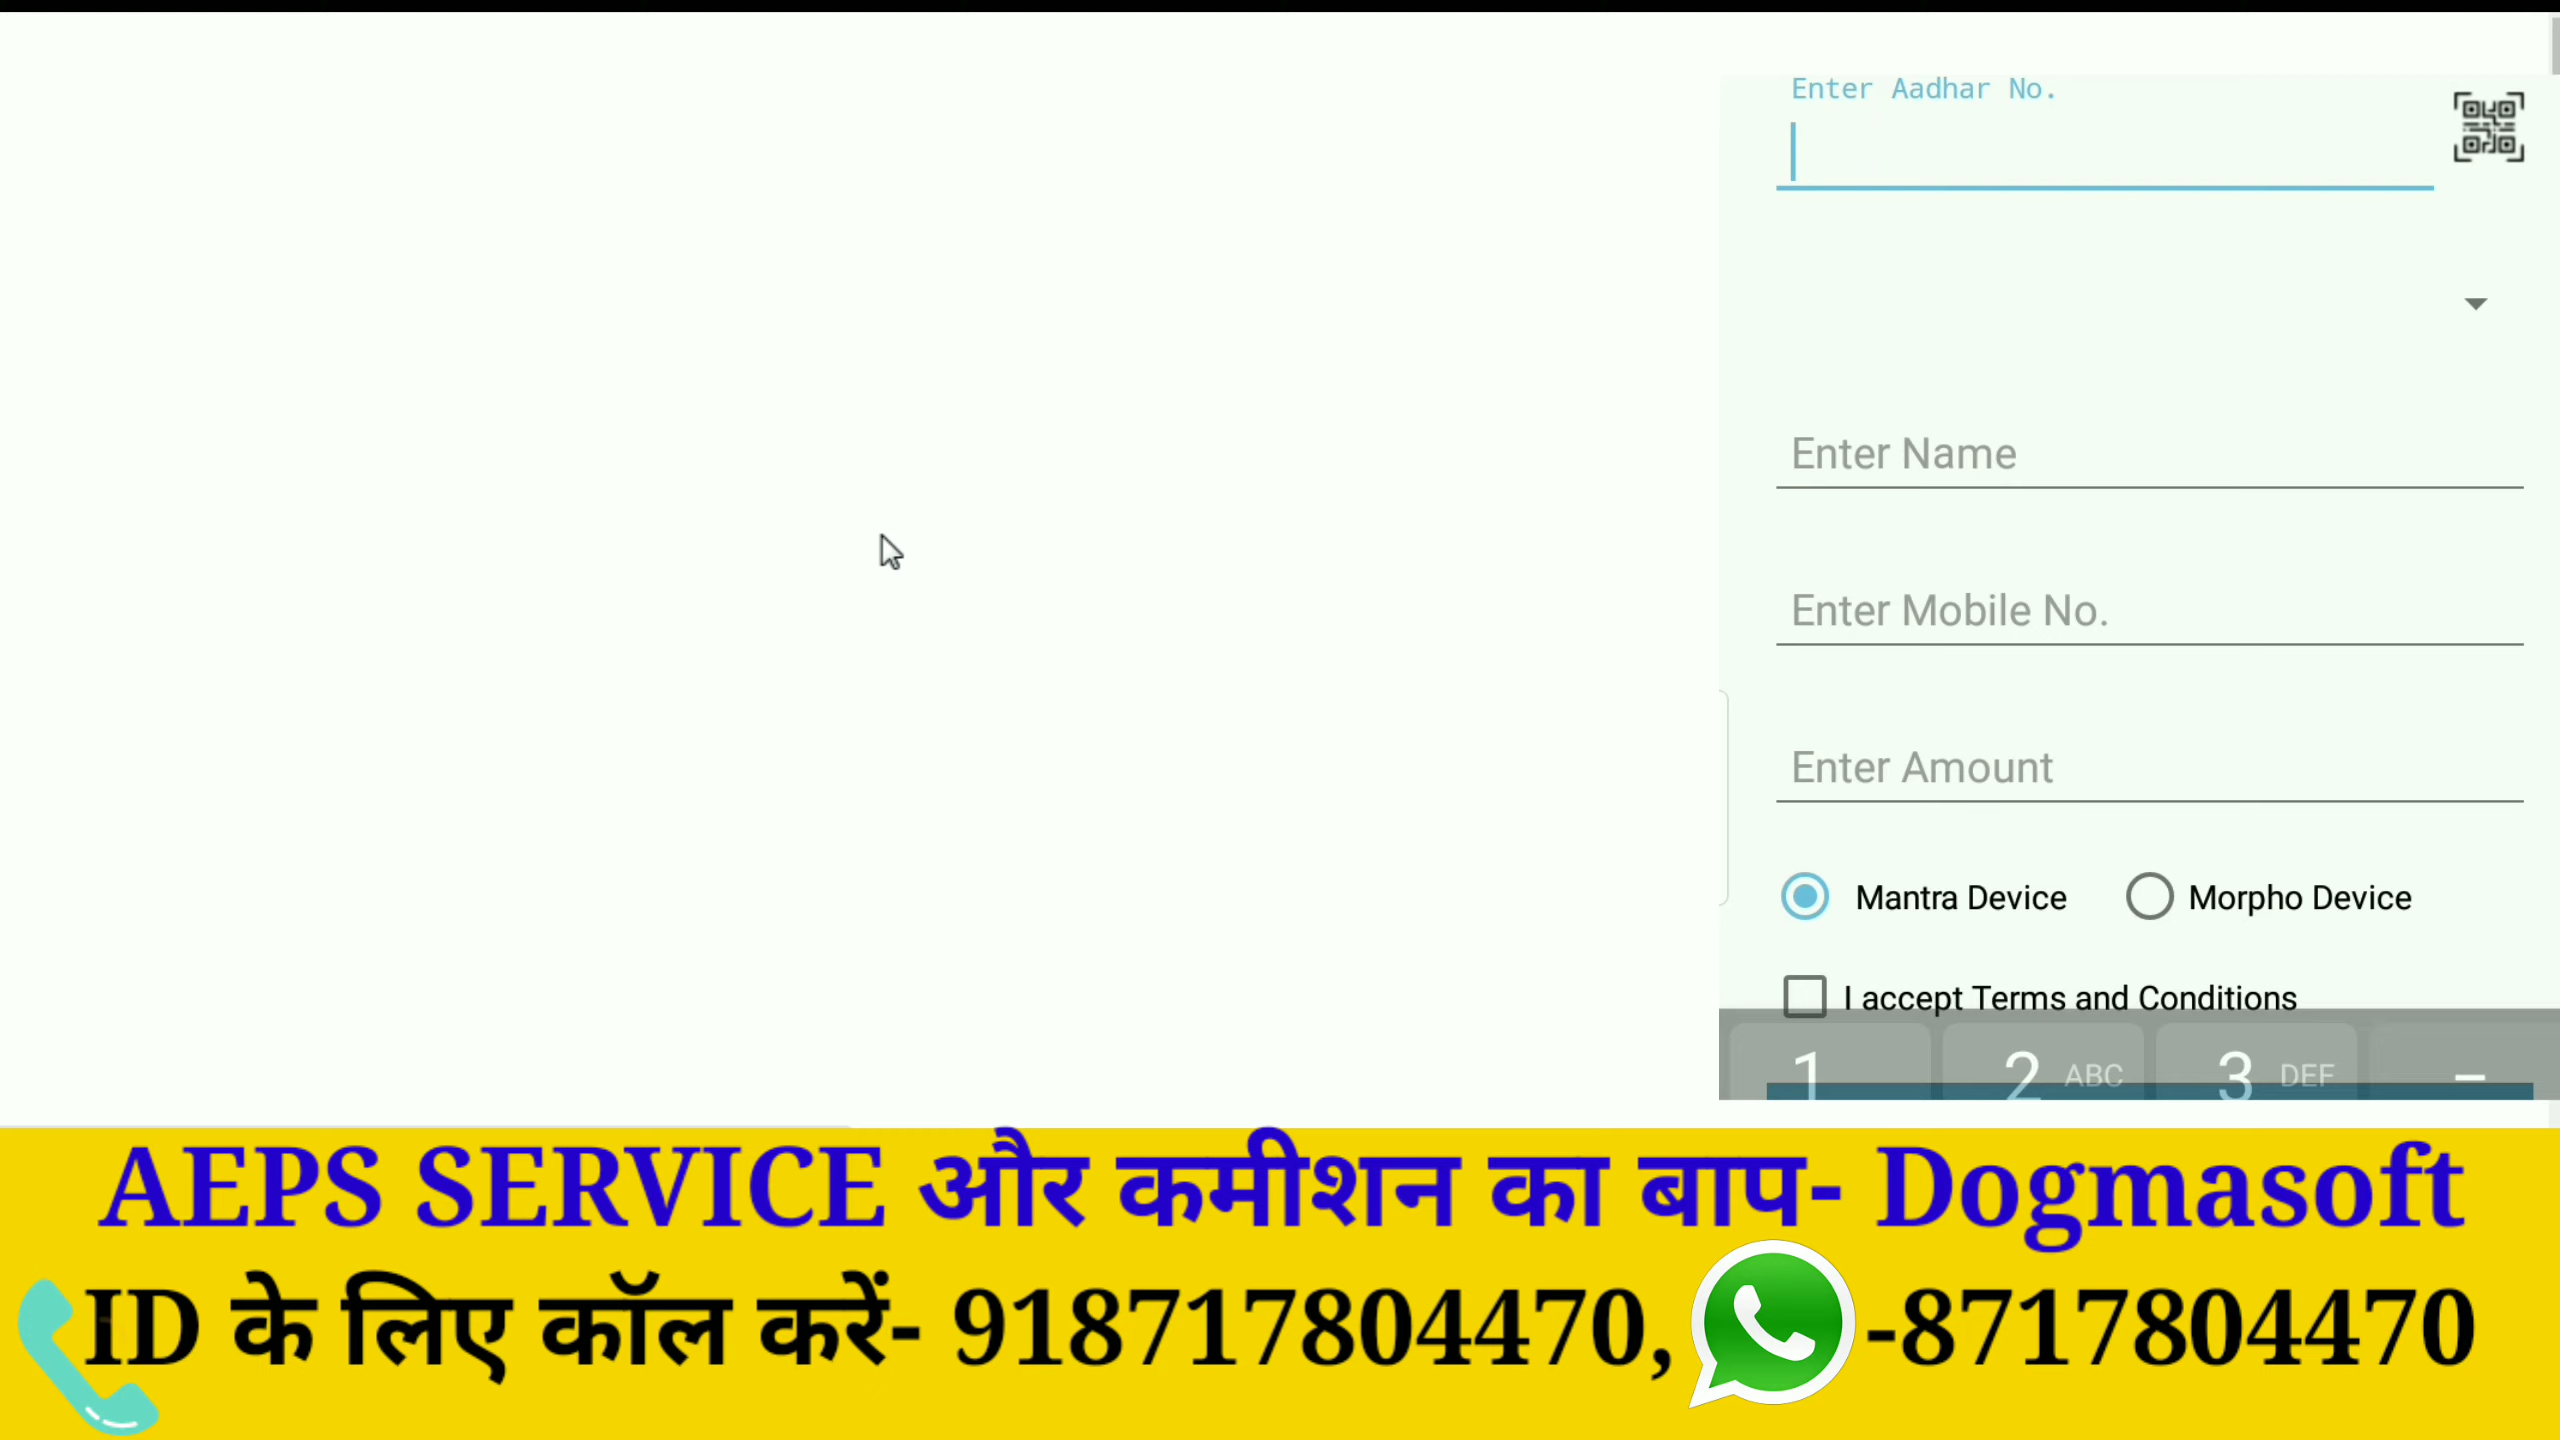 Enter Aadhar No.
Enter Name
Enter Mobile No.
Enter Amount
Mantra Device Morpho Device
I accept Terms and Conditions
1 2 ABC 3 DEF –
AEPS SERVICE और कमीशन का बाप- Dogmasoft
ID के लिए कॉल करें- 918717804470, -8717804470